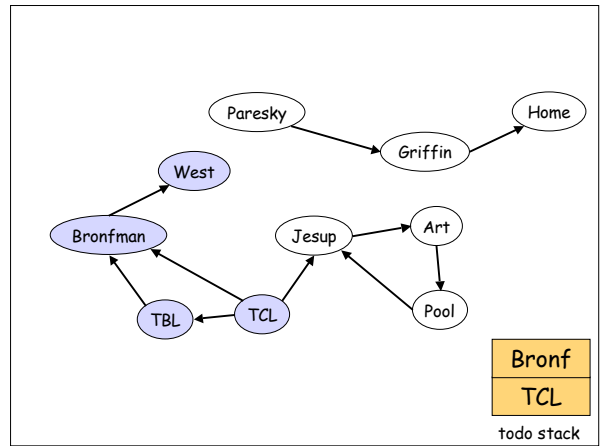 Paresky
Home
Griffin
West
Bronfman
Jesup
Art
TBL
TCL
Pool
Bronf
TCL
todo stack